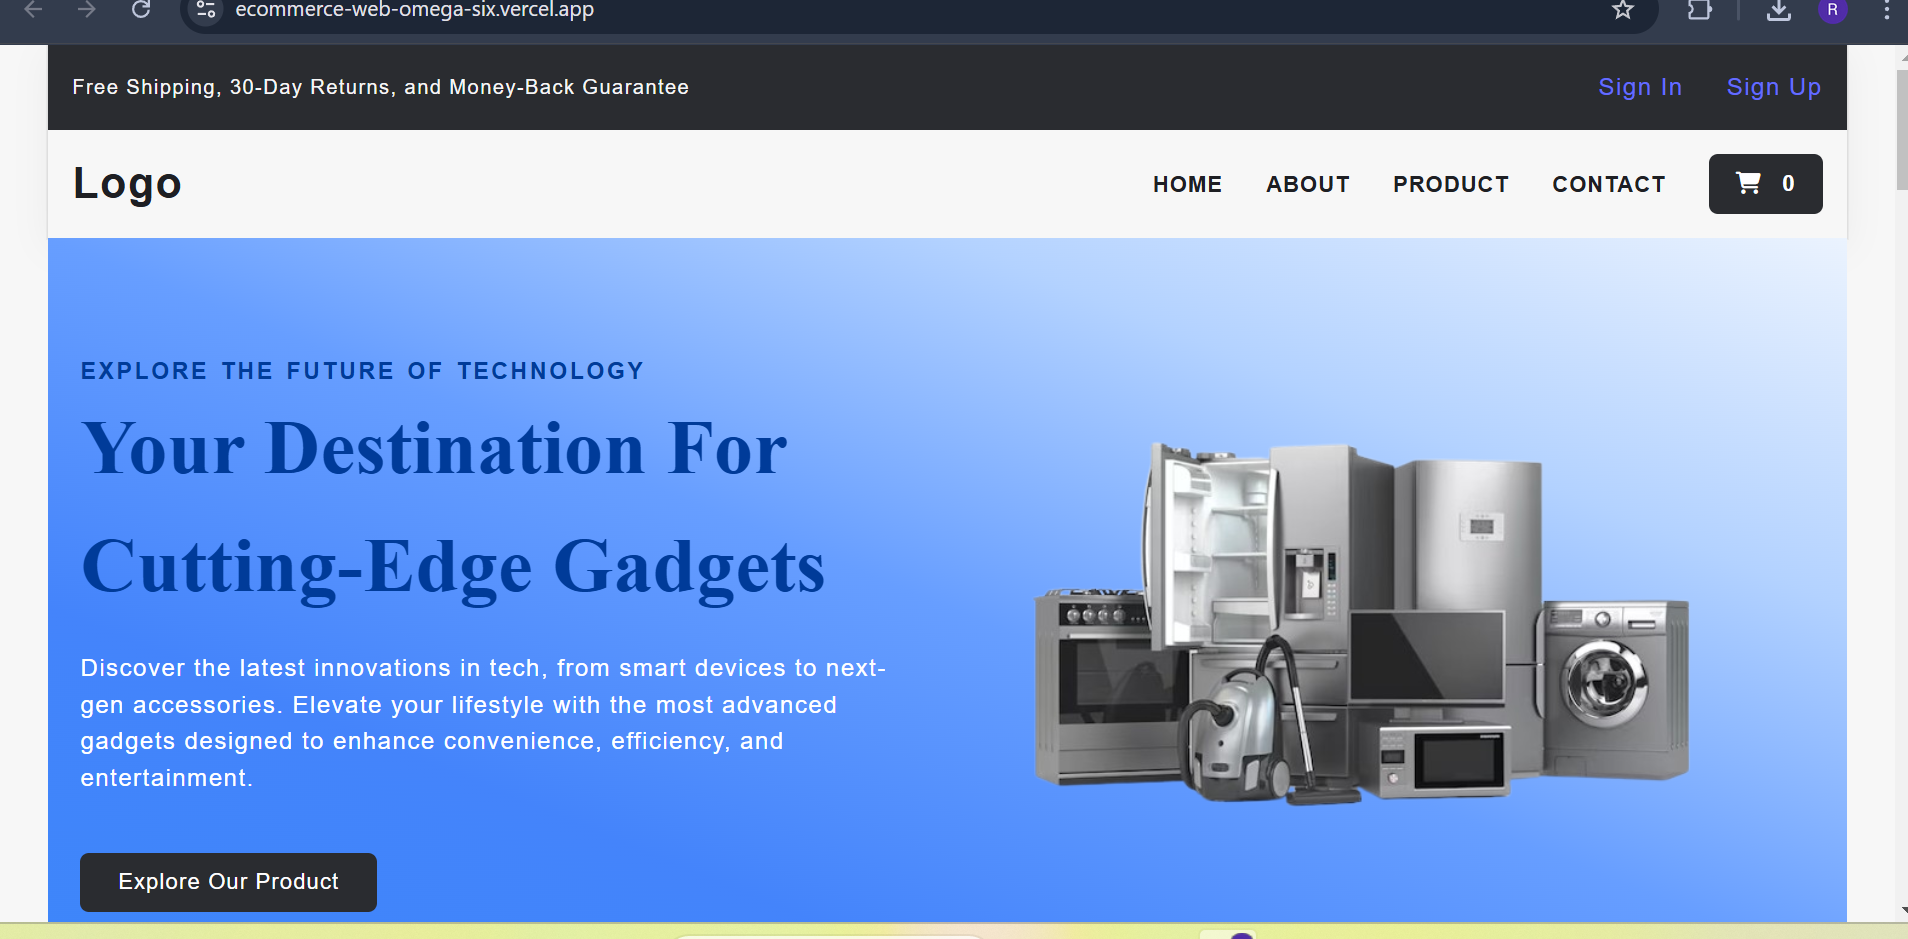 ecommerce-web-omega-six.vercel.app
R
Free Shipping, 30-Day Returns, and Money-Back Guarantee
Sign In
Sign Up
Logo
HOME
ABOUT
PRODUCT
CONTACT
0
EXPLORE THE FUTURE OF TECHNOLOGY
Your Destination For
Cutting-Edge Gadgets
Discover the latest innovations in tech, from smart devices to next-
gen accessories. Elevate your lifestyle with the most advanced
gadgets designed to enhance convenience, efficiency, and
entertainment.
Explore Our Product